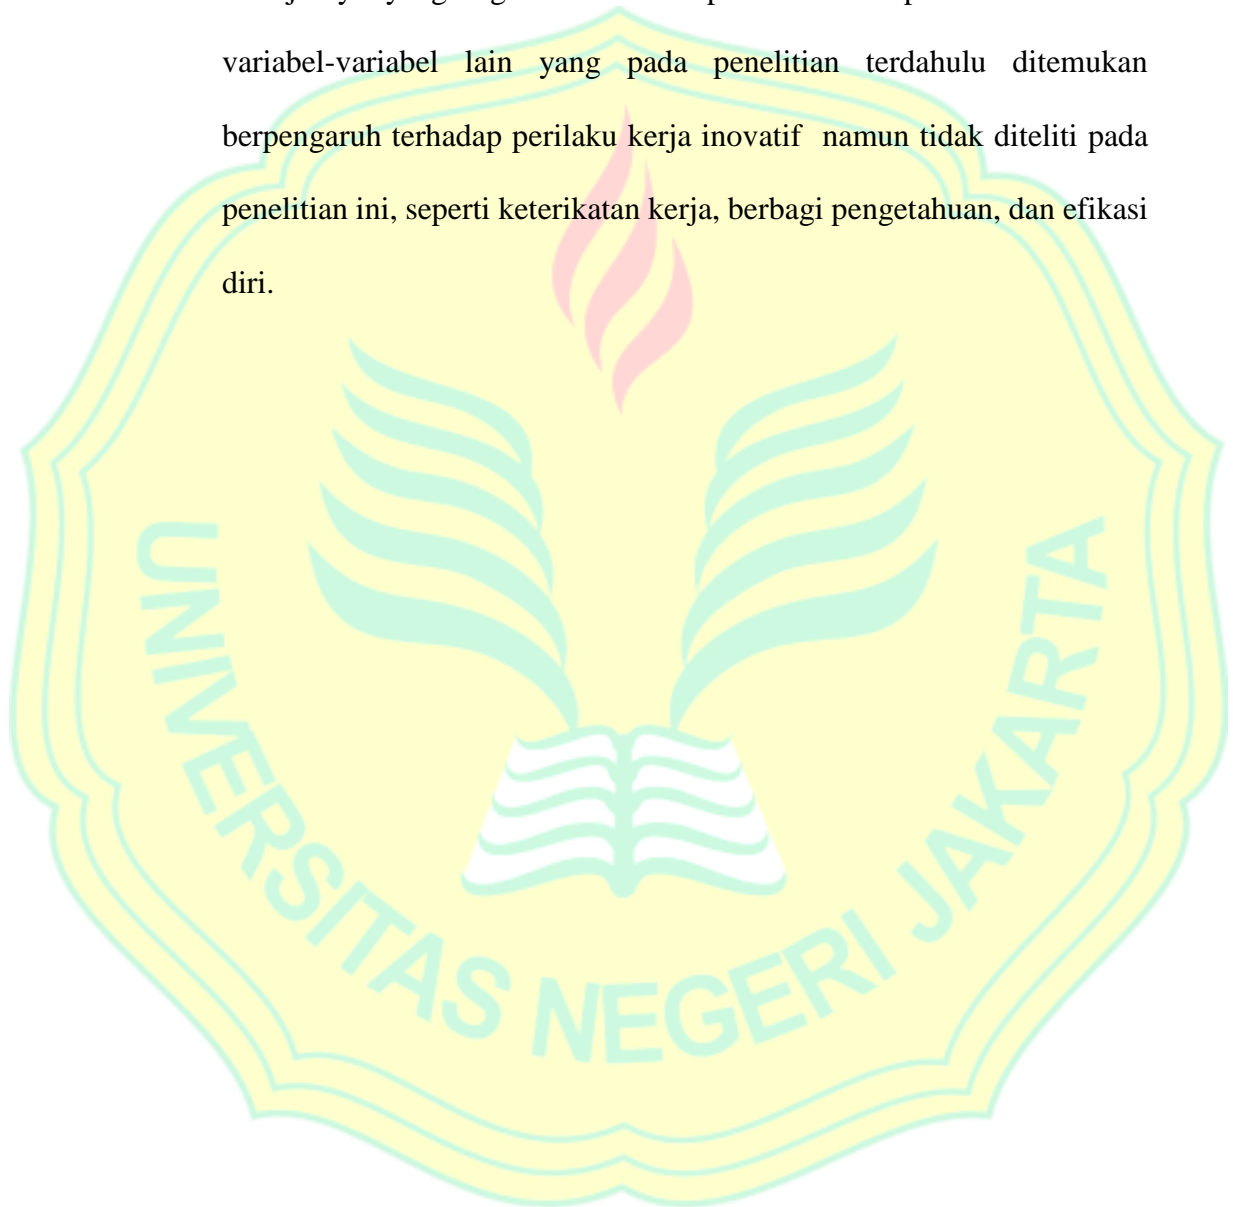 variabel-variabel lain yang pada penelitian terdahulu ditemukan
berpengaruh terhadap perilaku kerja inovatif namun tidak diteliti pada
penelitian ini, seperti keterikatan kerja, berbagi pengetahuan, dan efikasi
diri.
UNIVERSITAS NEGERI JAKARTA